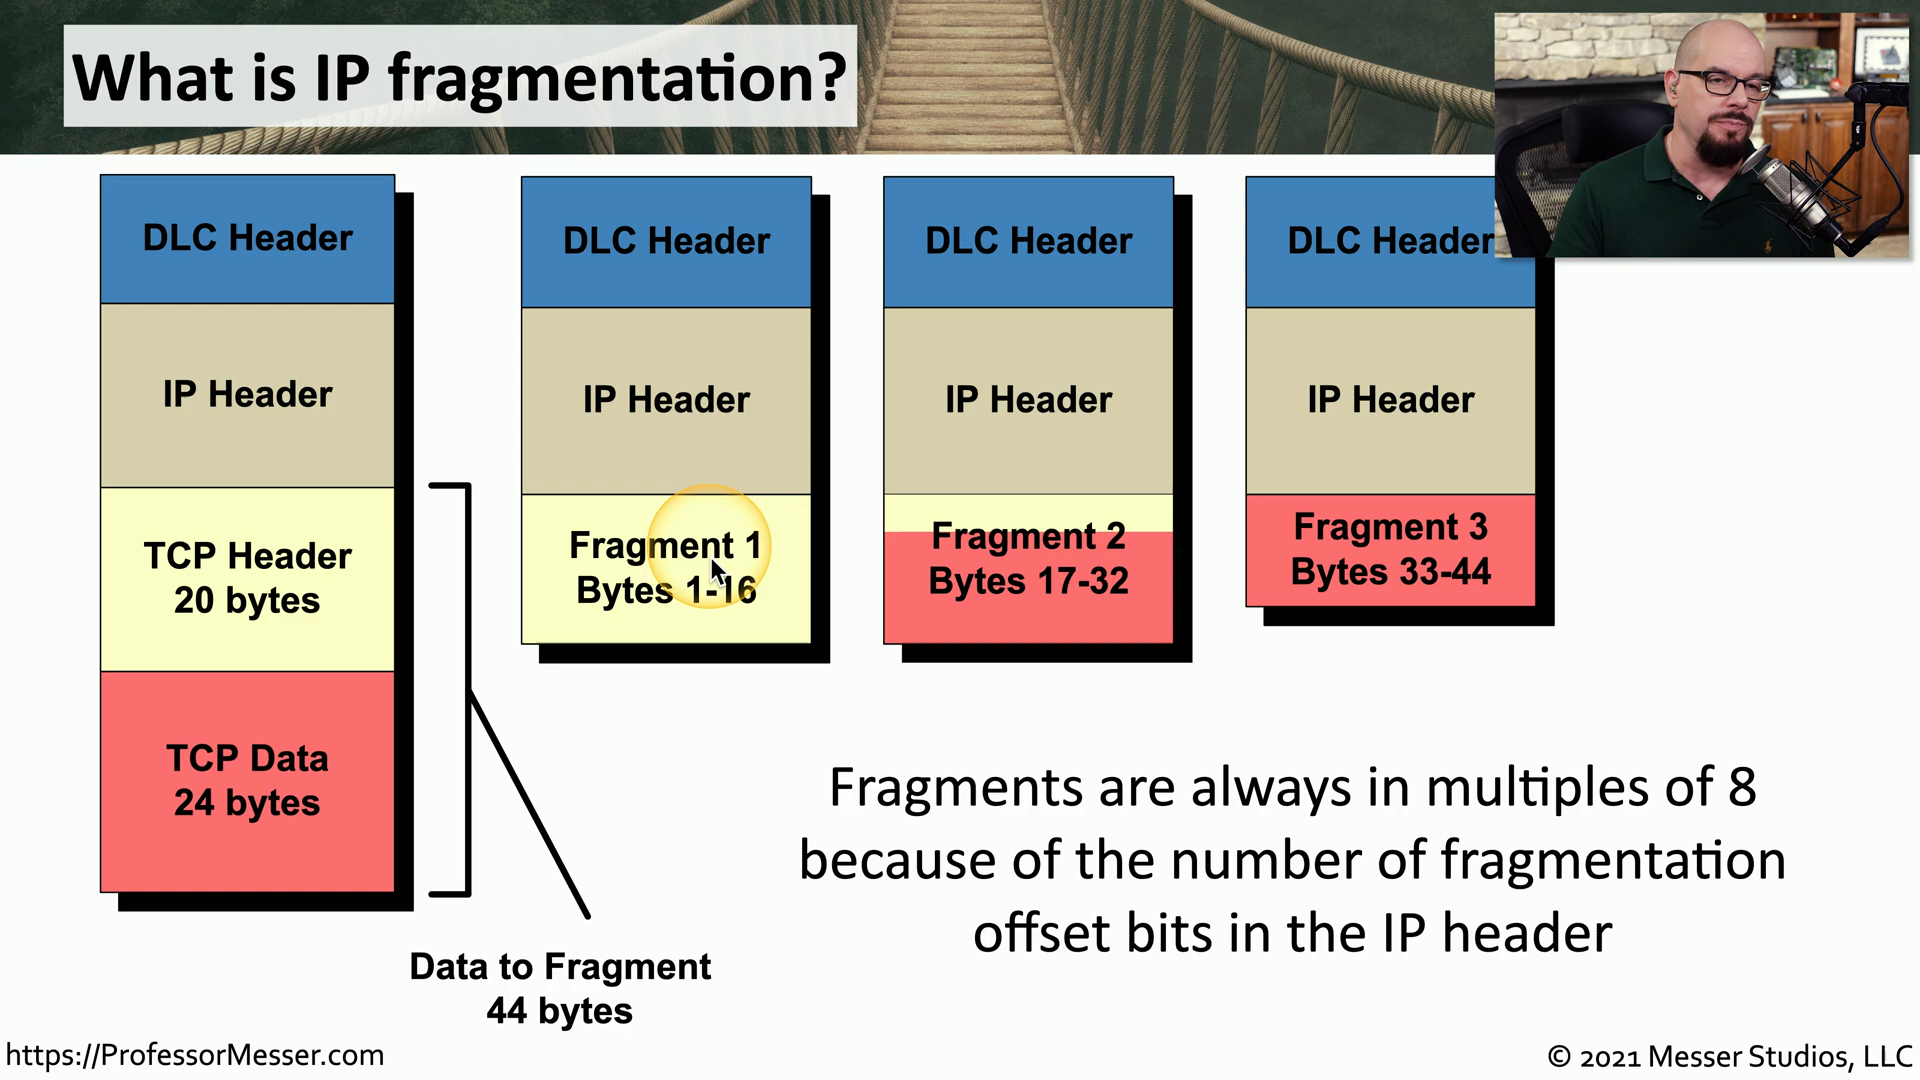 What is IP fragmentation?
DLC Header
IP Header
TCP Header
20 bytes
TCP Data
24 bytes
Data to Fragment
44 bytes
DLC Header
IP Header
Fragment 1
Bytes 1-16
DLC Header
IP Header
Fragment 2
Bytes 17-32
DLC Header
IP Header
Fragment 3
Bytes 33-44
Fragments are always in multiples of 8
because of the number of fragmentation
offset bits in the IP header
https://ProfessorMesser.com
© 2021 Messer Studios, LLC